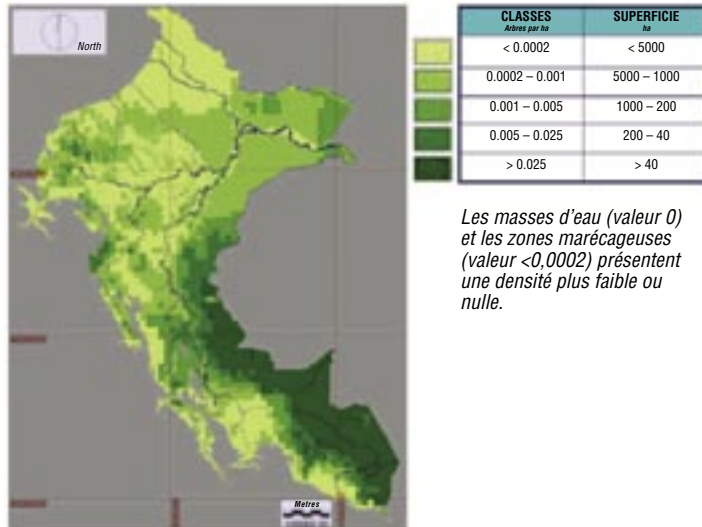 North
CLASSES SUPERFICIE
Arbres par ha ha
< 0.0002 < 5000
0.0002 – 0.001 5000 – 1000
0.001 – 0.005 1000 – 200
0.005 – 0.025 200 – 40
> 0.025 > 40
Les masses d’eau (valeur 0)
et les zones marécageuses
(valeur <0,0002) présentent
une densité plus faible ou
nulle.
Metres